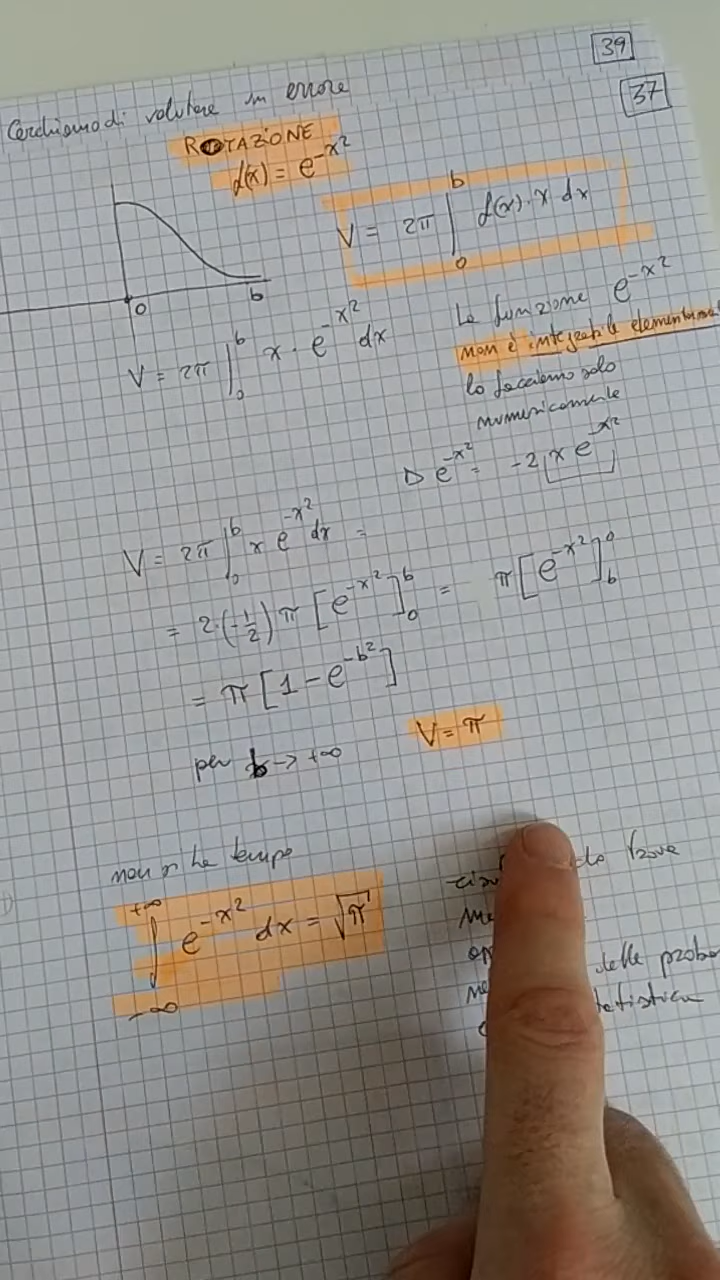 39
37
Cerchiamo di valutare un errore
ROTAZIONE
f(x) = e^{-x^2}
V = 2π ∫_0^b f(x)·x dx
0 b
La funzione e^{-x^2}
non è integrabile elementarmente
lo facciamo solo
numericamente
V = 2π ∫_0^b x · e^{-x^2} dx
D e^{-x^2} = -2 x e^{-x^2}
V = 2π ∫_0^b x e^{-x^2} dx =
= 2·(-1/2) π [e^{-x^2}]_0^b = π [e^{-x^2}]_b^0
= π [1 - e^{-b^2}]
per b → +∞ V = π
non si ha tempo
∫_{-∞}^{+∞} e^{-x^2} dx = √π
delle